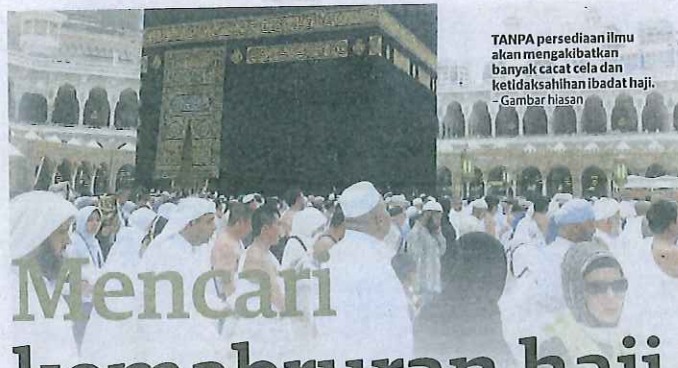 TANPA persediaan ilmu
akan mengakibatkan
banyak cacat cela dan
ketidaksahihan ibadat haji.
– Gambar hiasan
Mencari
kemabruran haji